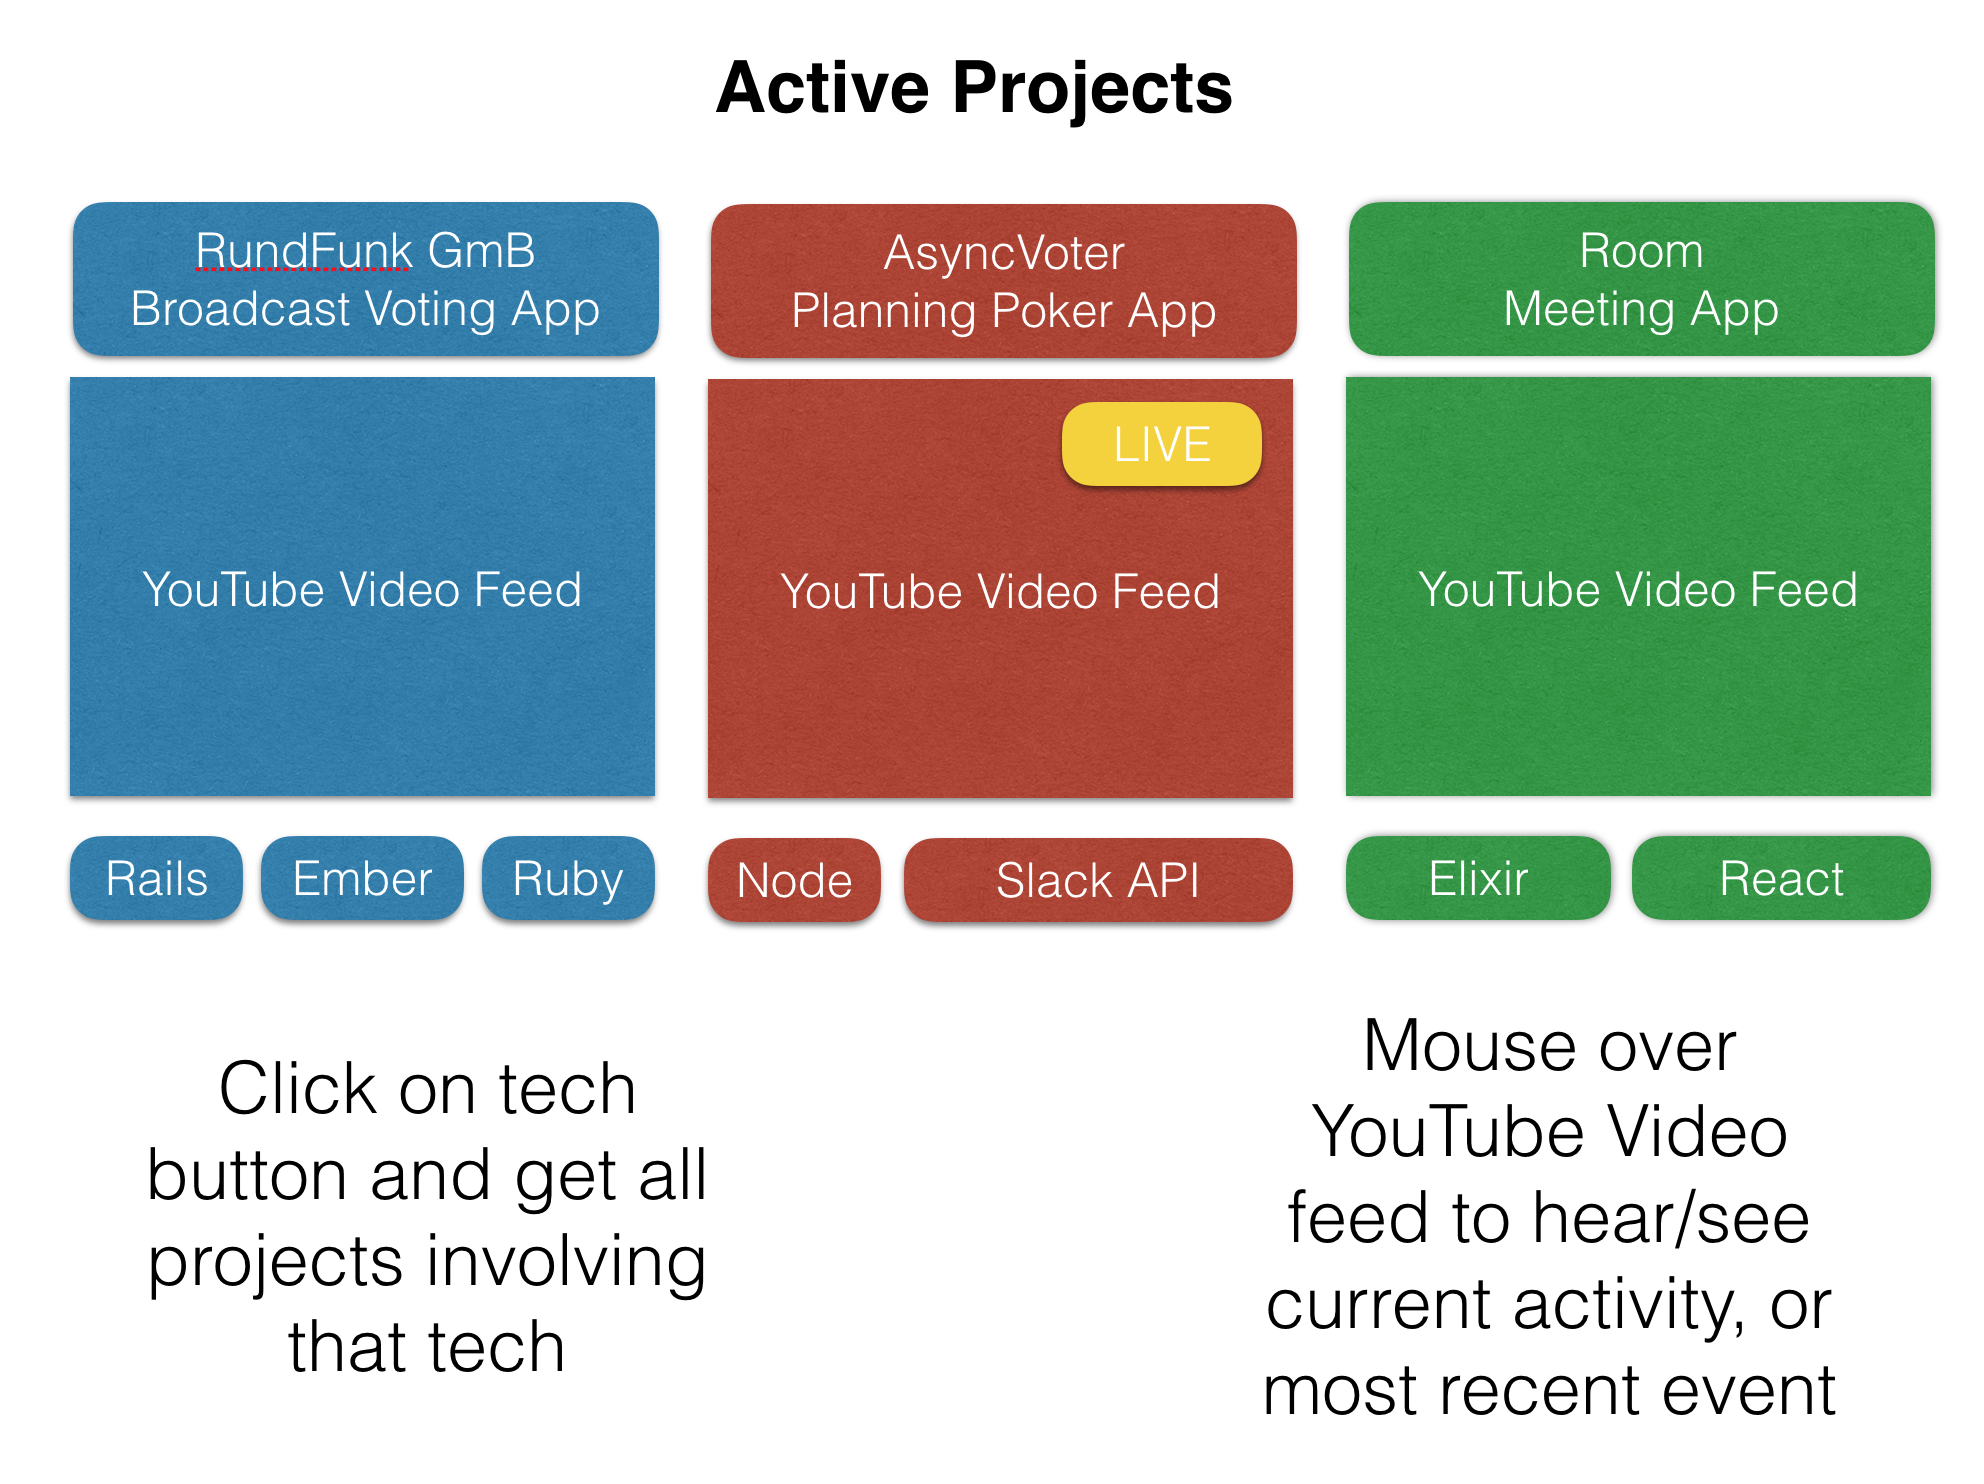 Active Projects
RundFunk GmB
Broadcast Voting App
AsyncVoter
Planning Poker App
Room
Meeting App
YouTube Video Feed
LIVE
YouTube Video Feed
YouTube Video Feed
Rails
Ember
Ruby
Node
Slack API
Elixir
React
Click on tech
button and get all
projects involving
that tech
Mouse over
YouTube Video
feed to hear/see
current activity, or
most recent event